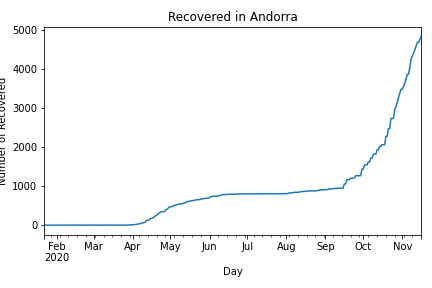 Recovered in Andorra
Number of Recovered
5000
4000
3000
2000
1000
0
Feb Mar Apr May Jun Jul Aug Sep Oct Nov
2020
Day